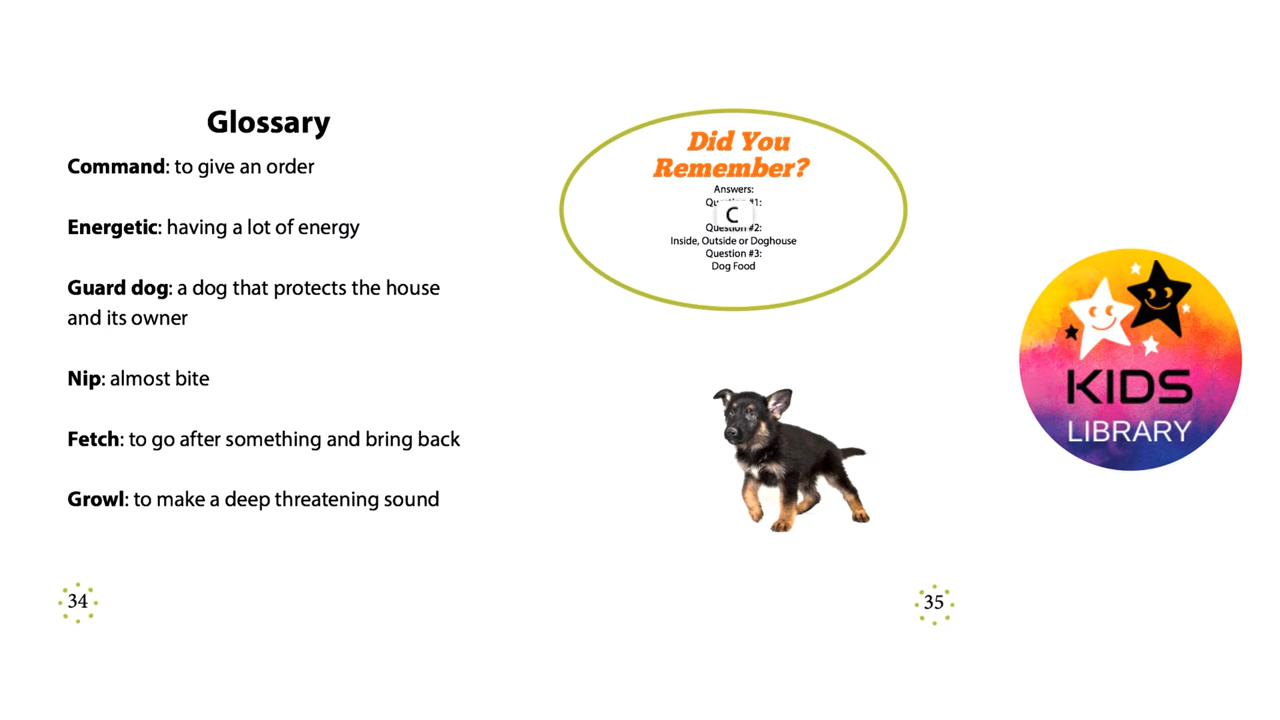 Glossary
Command: to give an order
Energetic: having a lot of energy
Guard dog: a dog that protects the house
and its owner
Nip: almost bite
Fetch: to go after something and bring back
Growl: to make a deep threatening sound
34
Did You
Remember?
Answers:
#1:
C
Question #2:
Inside, Outside or Doghouse
Question #3:
Dog Food
35
KIDS
LIBRARY